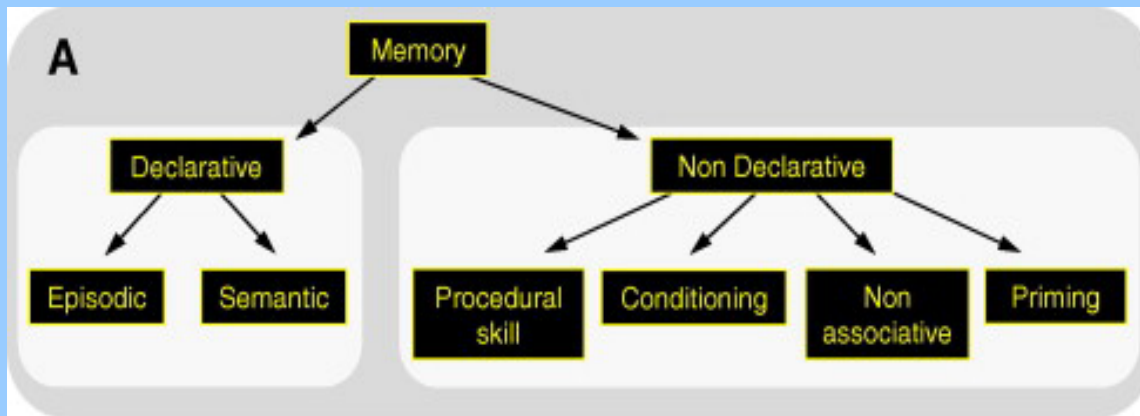 A
Memory
Declarative
Non Declarative
Episodic
Semantic
Procedural
skill
Conditioning
Non
associative
Priming